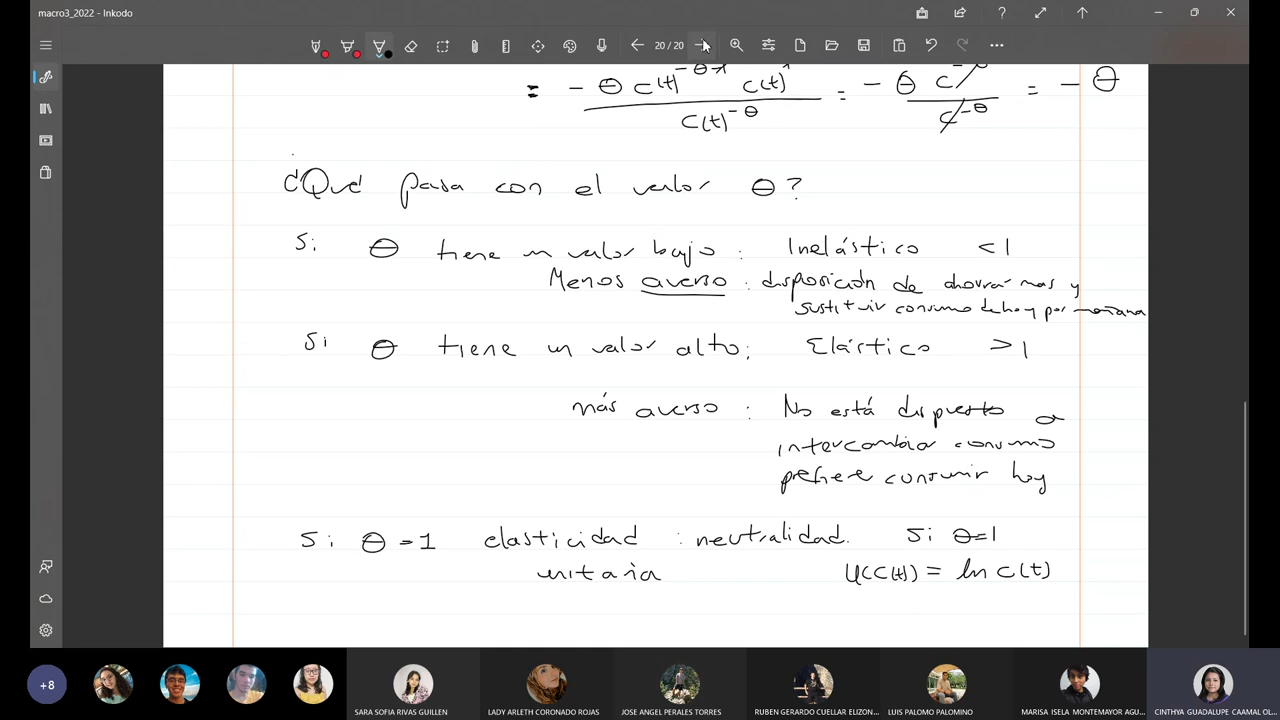 macro3_2022 - Inkodo
20 / 20
= - θ c(t)^-θ-1 c(t)^1 / c(t)^-θ = - θ c^-θ / c^-θ = - θ
¿Qué pasa con el valor θ?
Si θ tiene un valor bajo: Inelástico < 1
Menos averso: disposición de ahorrar mas y
sustituir consumo de hoy por mañana
Si θ tiene un valor alto: Elástico > 1
más averso: No está dispuesto a
intercambiar consumo
prefiere consumir hoy
Si θ = 1 elasticidad : neutralidad. Si θ=1
unitaria U(C(t)) = ln C(t)
+8
SARA SOFIA RIVAS GUILLEN
LADY ARLETH CORONADO ROJAS
JOSE ANGEL PERALES TORRES
RUBEN GERARDO CUELLAR ELIZON...
LUIS PALOMO PALOMINO
MARISA ISELA MONTEMAYOR AGU...
CINTHYA GUADALUPE CAAMAL OL...